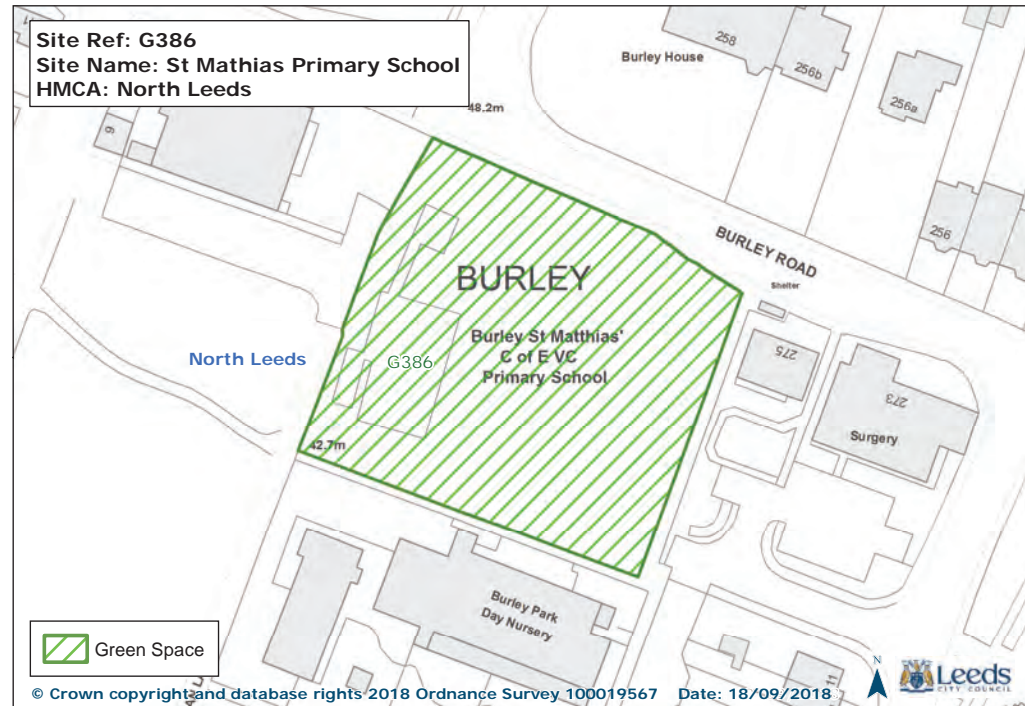 Site Ref: G386
Site Name: St Mathias Primary School
HMCA: North Leeds
48.2m
Burley House
258
256b
256a
256
6
BURLEY ROAD
Shelter
BURLEY
Burley St Matthias'
C of E VC
Primary School
North Leeds
G386
275
273
Surgery
42.7m
Burley Park
Day Nursery
11
Green Space
© Crown copyright and database rights 2018 Ordnance Survey 100019567 Date: 18/09/2018
N
Leeds
CITY COUNCIL